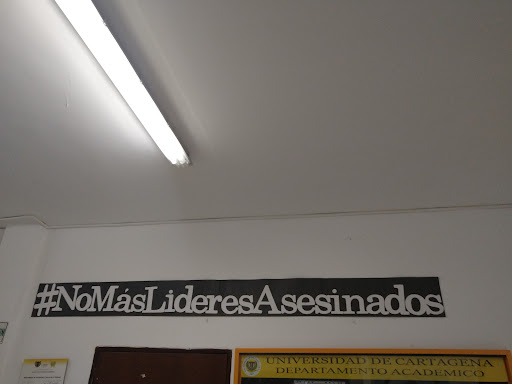 #NoMásLideresAsesinados
UNIVERSIDAD DE CARTAGENA
DEPARTAMENTO ACADEMICO